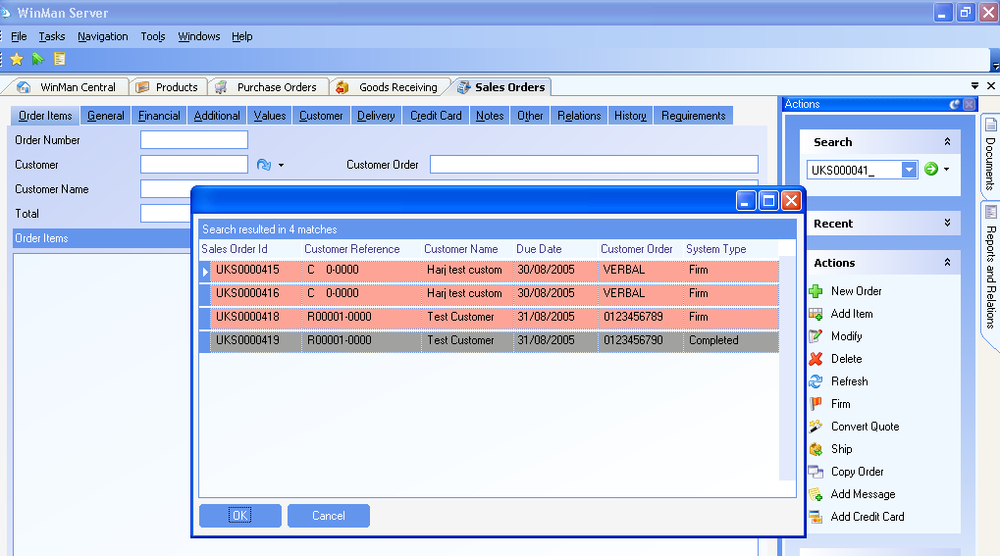 WinMan Server
File Tasks Navigation Tools Windows Help
WinMan Central Products Purchase Orders Goods Receiving Sales Orders
Order Items General Financial Additional Values Customer Delivery Credit Card Notes Other Relations History Requirements
Order Number
Customer Customer Order
Customer Name
Total
Order Items
Search resulted in 4 matches
Sales Order Id Customer Reference Customer Name Due Date Customer Order System Type
UKS0000415 C 0-0000 Harj test custom 30/08/2005 VERBAL Firm
UKS0000416 C 0-0000 Harj test custom 30/08/2005 VERBAL Firm
UKS0000418 R00001-0000 Test Customer 31/08/2005 0123456789 Firm
UKS0000419 R00001-0000 Test Customer 31/08/2005 0123456790 Completed
OK Cancel
Actions
Search
UKS000041_
Recent
Actions
New Order
Add Item
Modify
Delete
Refresh
Firm
Convert Quote
Ship
Copy Order
Add Message
Add Credit Card
Documents
Reports and Relations